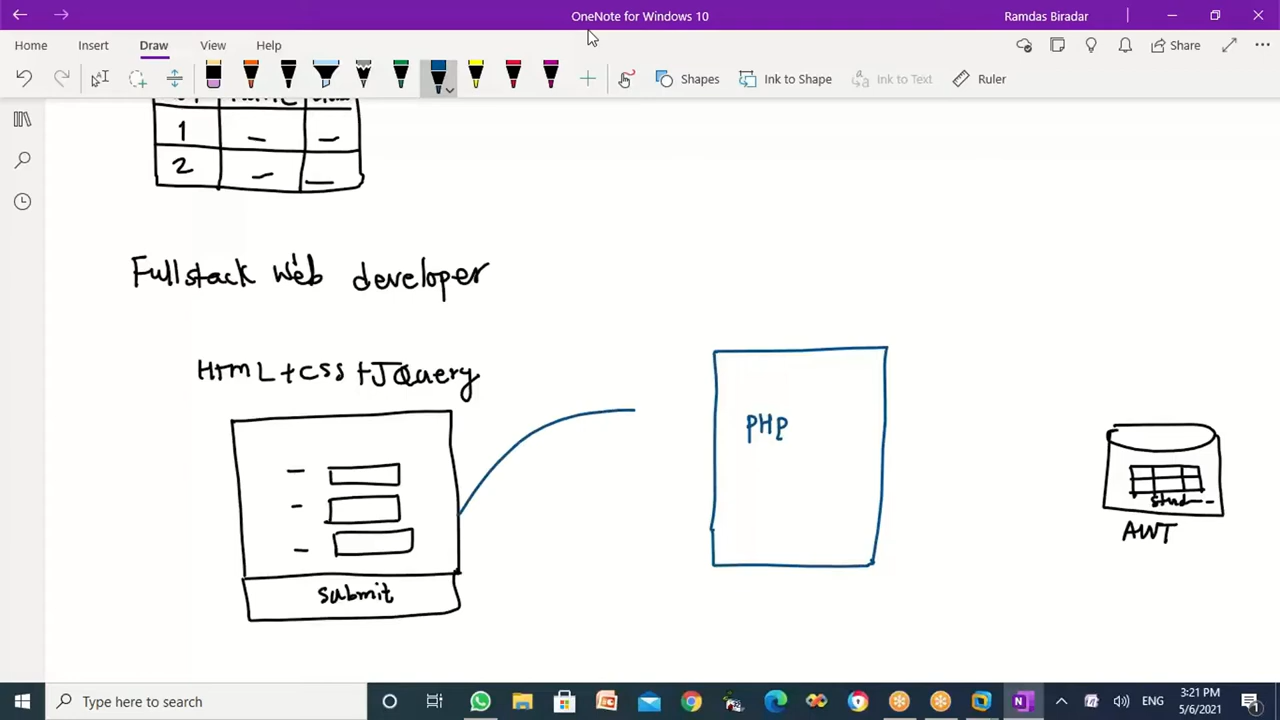 OneNote for Windows 10
Ramdas Biradar
Home Insert Draw View Help
Share
Shapes Ink to Shape Ink to Text Ruler
1
2
Fullstack web developer
HTML+CSS+JQuery
PHP
submit
AWT
Type here to search
ENG
3:21 PM
5/6/2021